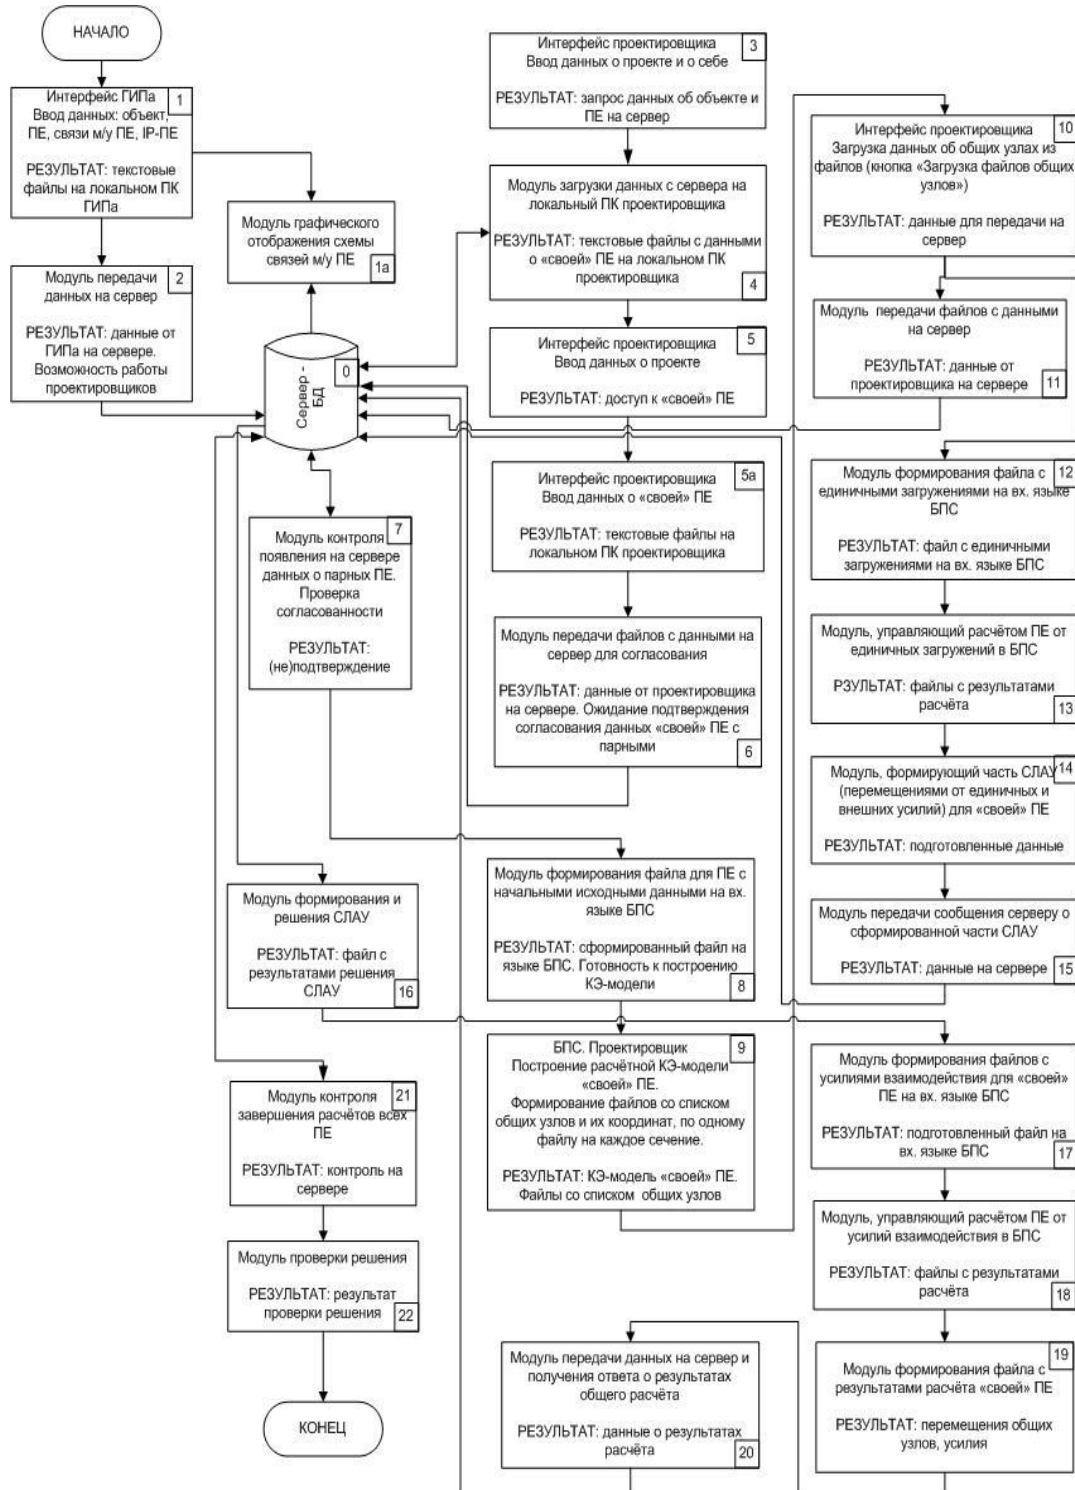 НАЧАЛО
1
Интерфейс ГИПа
Ввод данных: объект,
ПЕ, связи м/у ПЕ, IP-ПЕ
РЕЗУЛЬТАТ: текстовые
файлы на локальном ПК
ГИПа
Модуль графического
отображения схемы
связей м/у ПЕ
1а
2
Модуль передачи
данных на сервер
РЕЗУЛЬТАТ: данные от
ГИПа на сервере.
Возможность работы
проектировщиков
0
Сервер -
БД
3
Интерфейс проектировщика
Ввод данных о проекте и о себе
РЕЗУЛЬТАТ: запрос данных об объекте и
ПЕ на сервер
Модуль загрузки данных с сервера на
локальный ПК проектировщика
РЕЗУЛЬТАТ: текстовые файлы с данными
о «своей» ПЕ на локальном ПК
проектировщика
4
5
Интерфейс проектировщика
Ввод данных о проекте
РЕЗУЛЬТАТ: доступ к «своей» ПЕ
5а
Интерфейс проектировщика
Ввод данных о «своей» ПЕ
РЕЗУЛЬТАТ: текстовые файлы на
локальном ПК проектировщика
Модуль передачи файлов с данными на
сервер для согласования
РЕЗУЛЬТАТ: данные от проектировщика
на сервере. Ожидание подтверждения
согласования данных «своей» ПЕ с
парными
6
7
Модуль контроля
появления на сервере
данных о парных ПЕ.
Проверка
согласованности
РЕЗУЛЬТАТ:
(не)подтверждение
Модуль формирования файла для ПЕ с
начальными исходными данными на вх.
языке БПС
РЕЗУЛЬТАТ: сформированный файл на
языке БПС. Готовность к построению
КЭ-модели
8
9
БПС. Проектировщик
Построение расчётной КЭ-модели
«своей» ПЕ.
Формирование файлов со списком
общих узлов и их координат, по одному
файлу на каждое сечение.
РЕЗУЛЬТАТ: КЭ-модель «своей» ПЕ.
Файлы со списком общих узлов
10
Интерфейс проектировщика
Загрузка данных об общих узлах из
файлов (кнопка «Загрузка файлов общих
узлов»)
РЕЗУЛЬТАТ: данные для передачи на
сервер
Модуль передачи файлов с данными
на сервер
РЕЗУЛЬТАТ: данные от
проектировщика на сервере
11
12
Модуль формирования файла с
единичными загружениями на вх. языке
БПС
РЕЗУЛЬТАТ: файл с единичными
загружениями на вх. языке БПС
Модуль, управляющий расчётом ПЕ от
единичных загружений в БПС
РЗУЛЬТАТ: файлы с результатами
расчёта
13
14
Модуль, формирующий часть СЛАУ
(перемещениями от единичных и
внешних усилий) для «своей» ПЕ
РЕЗУЛЬТАТ: подготовленные данные
Модуль передачи сообщения серверу о
сформированной части СЛАУ
РЕЗУЛЬТАТ: данные на сервере
15
Модуль формирования и
решения СЛАУ
РЕЗУЛЬТАТ: файл с
результатами решения
СЛАУ
16
Модуль формирования файлов с
усилиями взаимодействия для «своей»
ПЕ на вх. языке БПС
РЕЗУЛЬТАТ: подготовленный файл на
вх. языке БПС
17
Модуль, управляющий расчётом ПЕ от
усилий взаимодействия в БПС
РЕЗУЛЬТАТ: файлы с результатами
расчёта
18
19
Модуль формирования файла с
результатами расчёта «своей» ПЕ
РЕЗУЛЬТАТ: перемещения общих
узлов, усилия
Модуль передачи данных на сервер и
получения ответа о результатах
общего расчёта
РЕЗУЛЬТАТ: данные о результатах
расчёта
20
21
Модуль контроля
завершения расчётов всех
ПЕ
РЕЗУЛЬТАТ: контроль на
сервере
Модуль проверки решения
РЕЗУЛЬТАТ: результат
проверки решения
22
КОНЕЦ